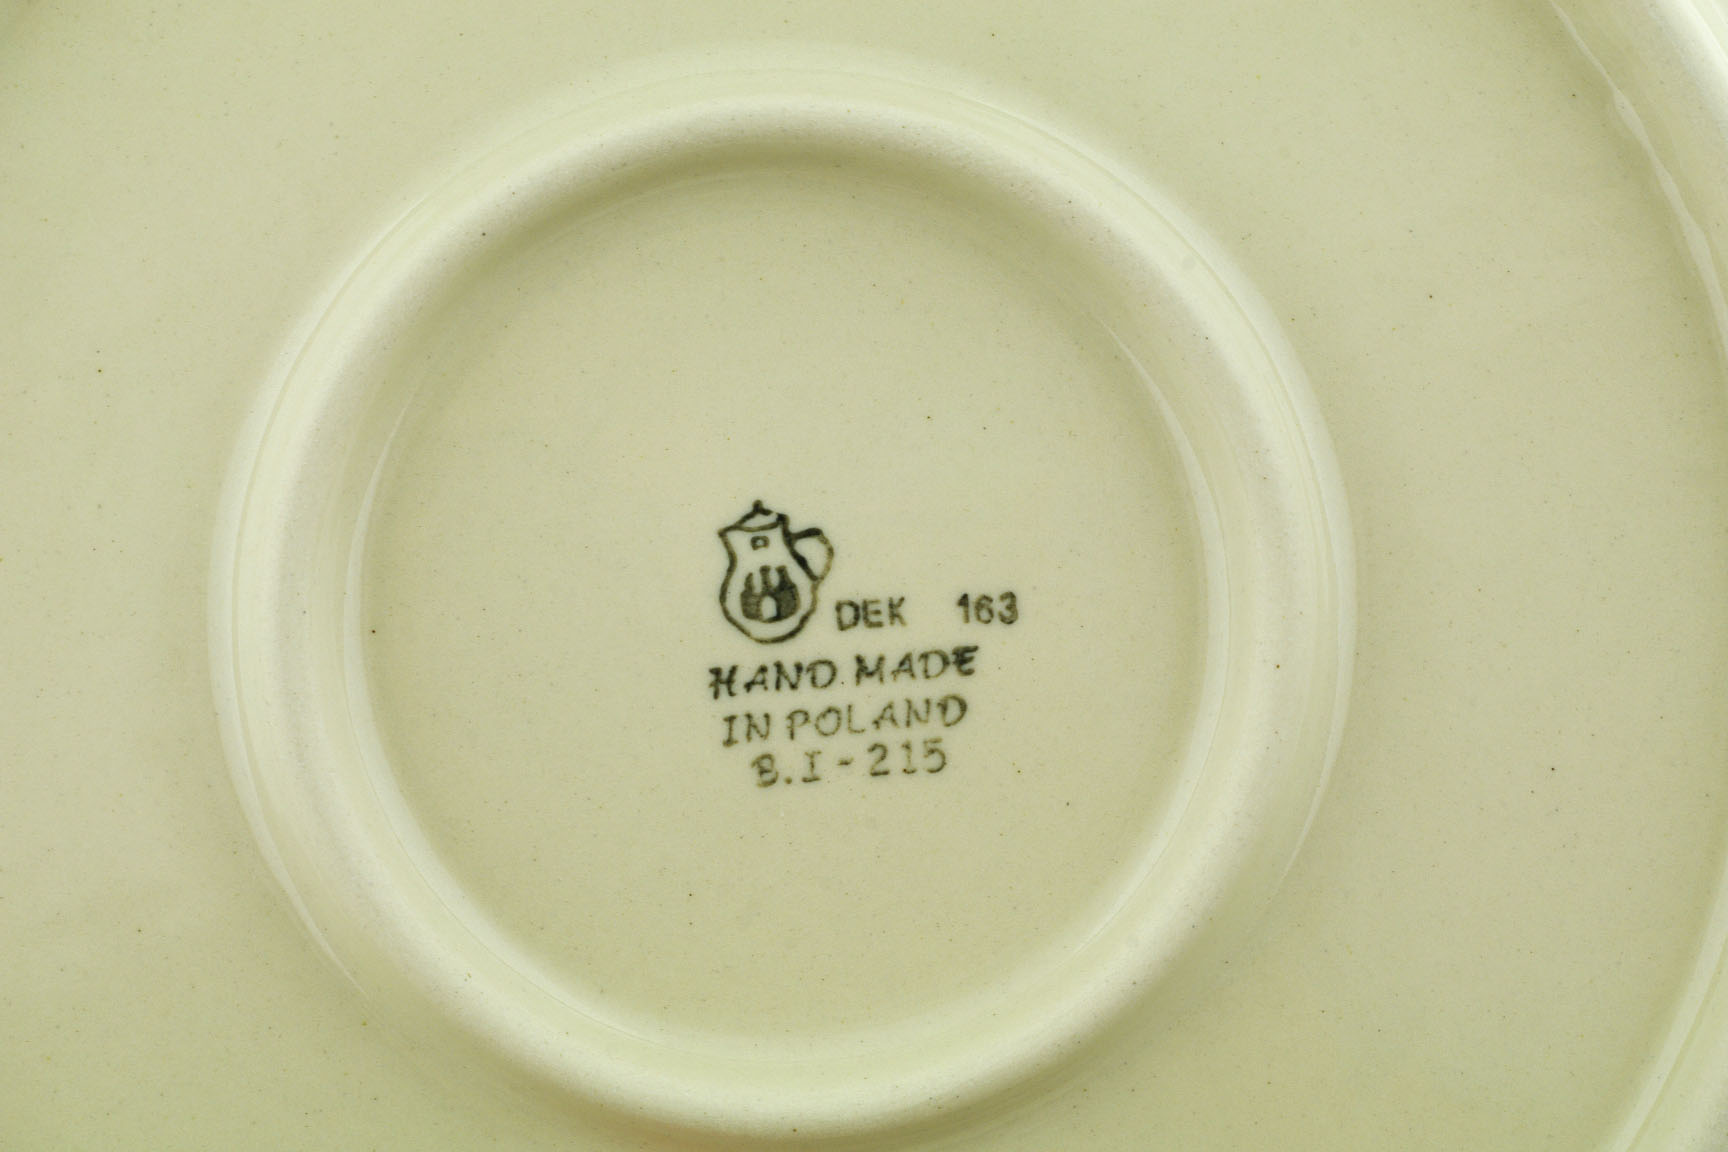 DEK 163
HAND MADE
IN POLAND
B.I-215